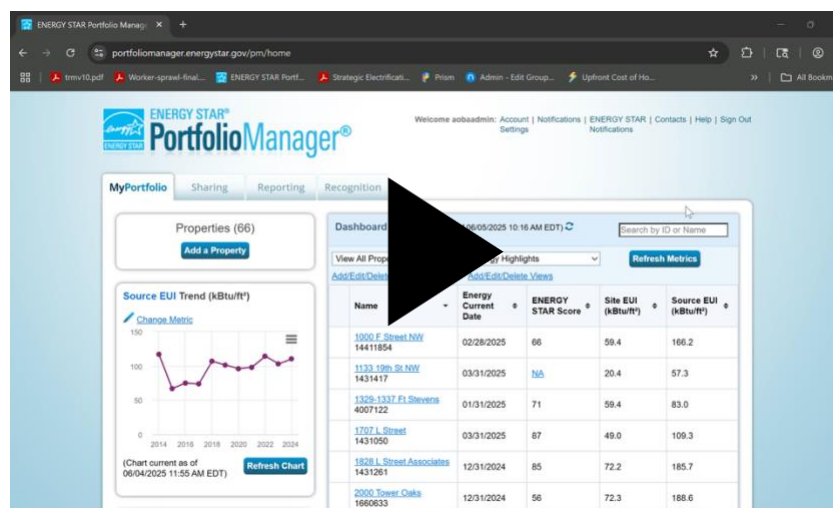 ENERGY STAR Portfolio Manag
portfoliomanager.energystar.gov/pm/home
trmv10.pdf
Worker-sprawl-final....
ENERGY STAR Portf...
Strategic Electrificati...
Prism
Admin - Edit Group...
Upfront Cost of Ho...
All Bookm
ENERGY STAR
ENERGY STAR®
PortfolioManager®
Welcome aobaadmin: Account Settings | Notifications | ENERGY STAR Notifications | Contacts | Help | Sign Out
MyPortfolio
Sharing
Reporting
Recognition
Properties (66)
Add a Property
Source EUI Trend (kBtu/ft²)
Change Metric
150
100
50
0
2014 2016 2018 2020 2022 2024
(Chart current as of
06/04/2025 11:55 AM EDT)
Refresh Chart
Dashboard
06/05/2025 10:16 AM EDT)
Search by ID or Name
View All Prop
Highlights
Refresh Metrics
Add/Edit/Delete
Add/Edit/Delete Views
Name
Energy Current Date
ENERGY STAR Score
Site EUI (kBtu/ft²)
Source EUI (kBtu/ft²)
1000 F Street NW
14411854
02/28/2025 66 59.4 166.2
1133 19th St NW
1431417
03/31/2025 NA 20.4 57.3
1329-1337 Ft Stevens
4007122
01/31/2025 71 59.4 83.0
1707 L Street
1431050
03/31/2025 87 49.0 109.3
1828 L Street Associates
1431261
12/31/2024 85 72.2 185.7
2000 Tower Oaks
1660633
12/31/2024 56 72.3 188.6